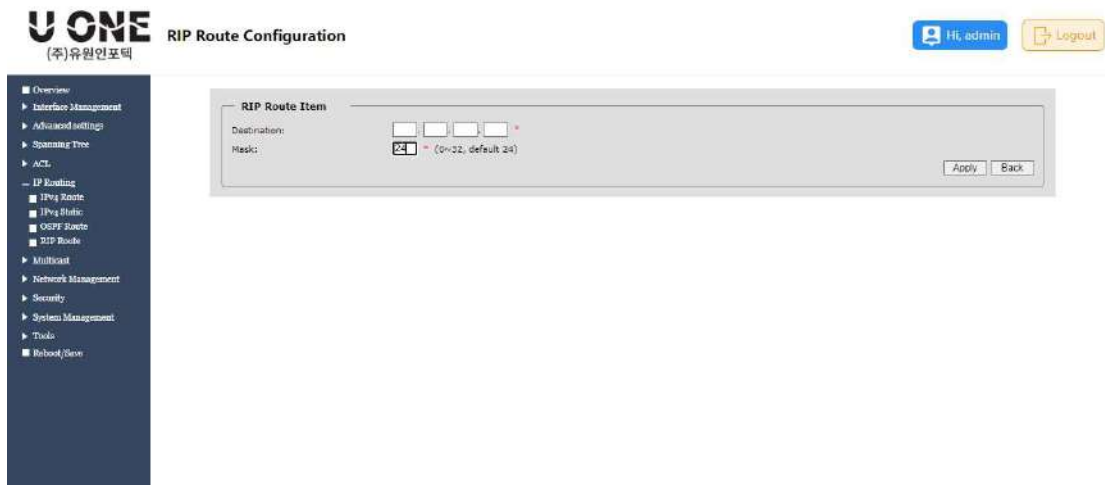 U ONE
(주)유원인포텍
RIP Route Configuration
Hi, admin
Logout
Overview
Interface Management
Advanced settings
Spanning Tree
ACL
IP Routing
IPv4 Route
IPv4 Static
OSPF Route
RIP Route
Multicast
Network Management
Security
System Management
Tools
Reboot/Save
RIP Route Item
Destination: . . . *
Mask: 24 * (0~32, default 24)
Apply Back